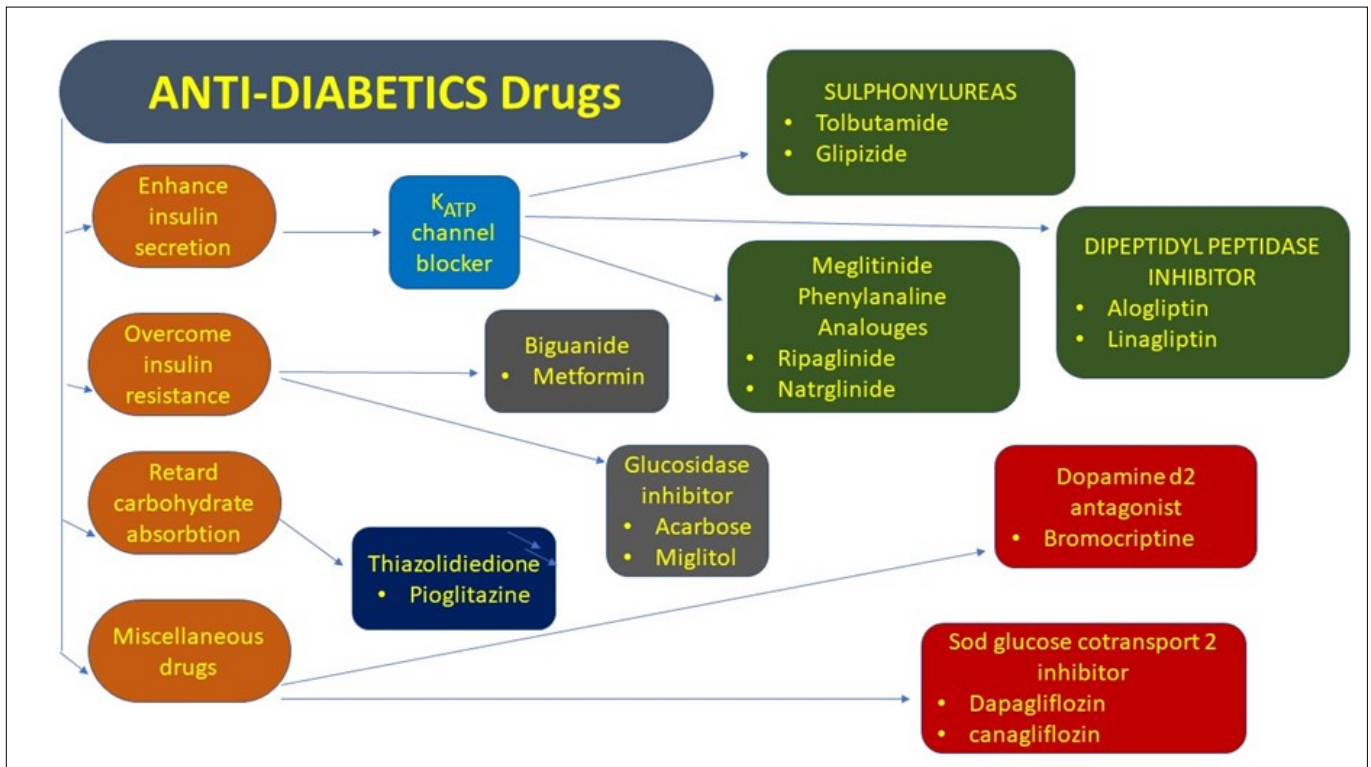 ANTI-DIABETICS Drugs
SULPHONYLUREAS
• Tolbutamide
• Glipizide
Enhance
insulin
secretion
KATP
channel
blocker
DIPEPTIDYL PEPTIDASE
INHIBITOR
• Alogliptin
• Linagliptin
Meglitinide
Phenylanaline
Analouges
• Ripaglinide
• Natrglinide
Overcome
insulin
resistance
Biguanide
• Metformin
Glucosidase
inhibitor
• Acarbose
• Miglitol
Retard
carbohydrate
absorbtion
Thiazolidiedione
• Pioglitazine
Dopamine d2
antagonist
• Bromocriptine
Miscellaneous
drugs
Sod glucose cotransport 2
inhibitor
• Dapagliflozin
• canagliflozin